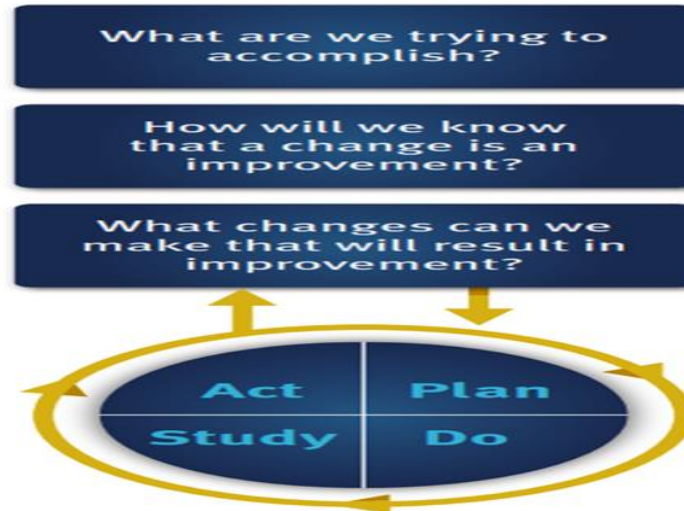 What are we trying to
accomplish?
How will we know
that a change is an
improvement?
What changes can we
make that will result in
improvement?
Act
Plan
Study
Do